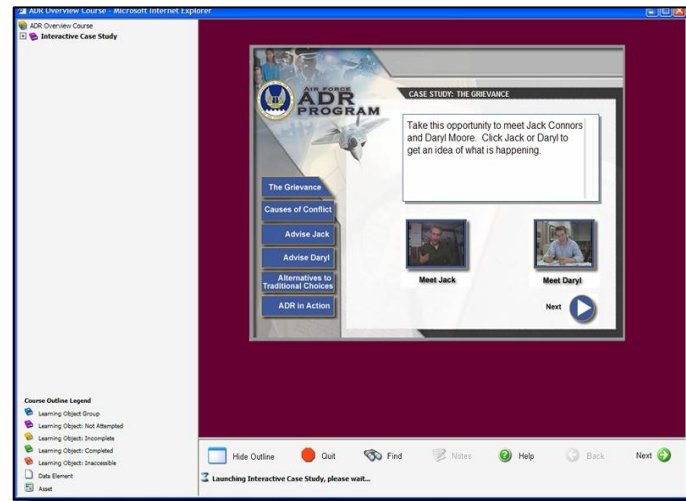 ADR Overview Course - Microsoft Internet Explorer
ADR Overview Course
Interactive Case Study
AIR FORCE
ADR
PROGRAM
CASE STUDY: THE GRIEVANCE
Take this opportunity to meet Jack Connors
and Daryl Moore. Click Jack or Daryl to
get an idea of what is happening.
The Grievance
Causes of Conflict
Advise Jack
Advise Daryl
Alternatives to
Traditional Choices
ADR in Action
Meet Jack
Meet Daryl
Next
Course Outline Legend
Learning Object Group
Learning Object: Not Attempted
Learning Object: Incomplete
Learning Object: Completed
Learning Object: Inaccessible
Data Element
Asset
Hide Outline
Quit
Find
Notes
Help
Back
Next
Launching Interactive Case Study, please wait...